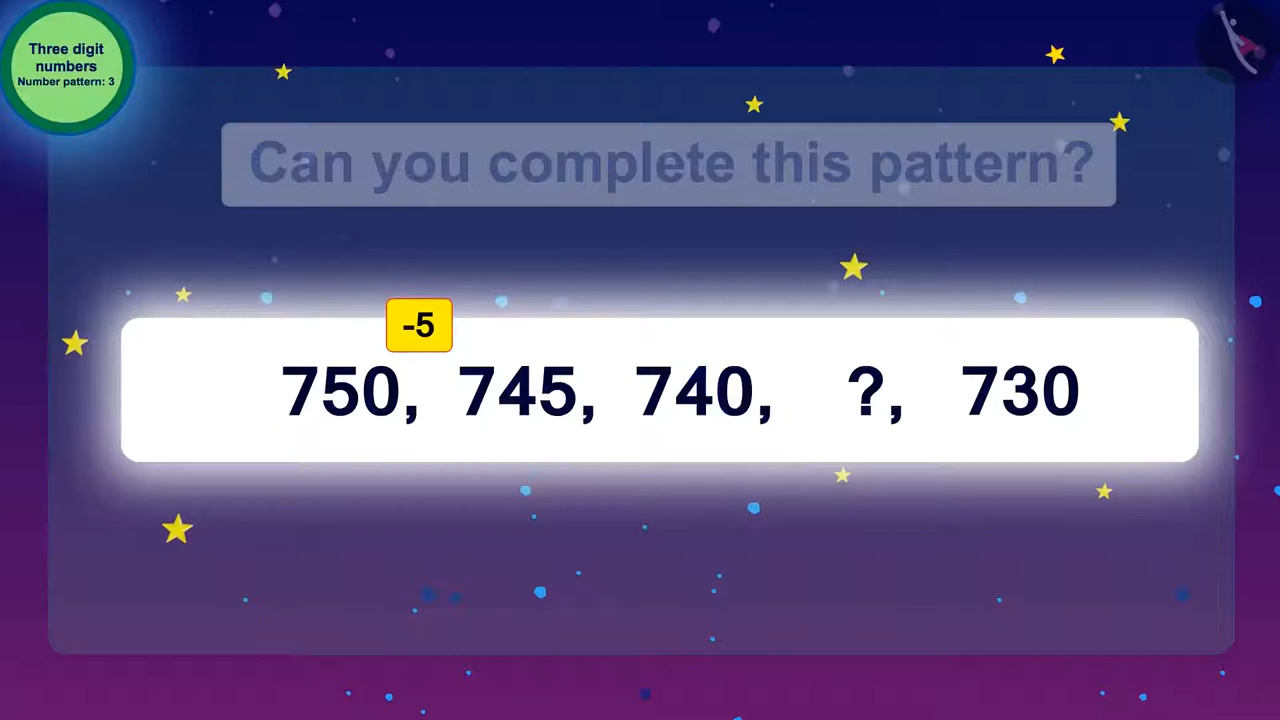 Three digit
numbers
Number pattern: 3
Can you complete this pattern?
-5
750, 745, 740, ?, 730